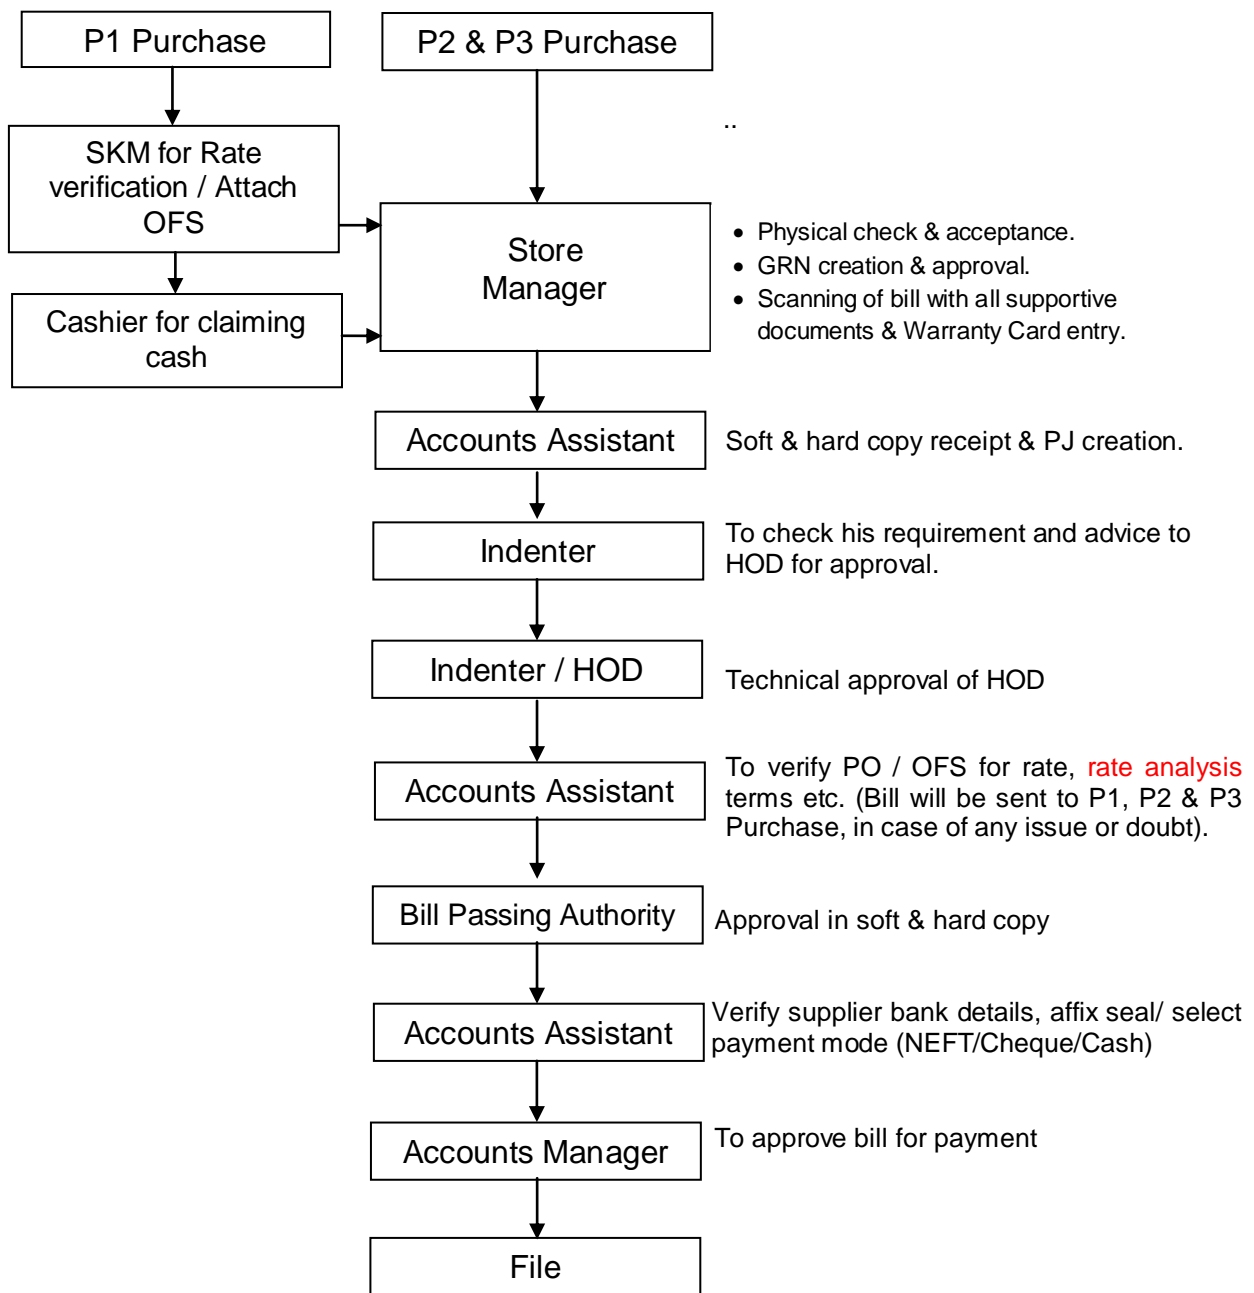 P1 Purchase
P2 & P3 Purchase
..
SKM for Rate
verification / Attach
OFS
Cashier for claiming
cash
Store
Manager
• Physical check & acceptance.
• GRN creation & approval.
• Scanning of bill with all supportive
documents & Warranty Card entry.
Accounts Assistant
Soft & hard copy receipt & PJ creation.
Indenter
To check his requirement and advice to
HOD for approval.
Indenter / HOD
Technical approval of HOD
Accounts Assistant
To verify PO / OFS for rate, rate analysis
terms etc. (Bill will be sent to P1, P2 & P3
Purchase, in case of any issue or doubt).
Bill Passing Authority
Approval in soft & hard copy
Accounts Assistant
Verify supplier bank details, affix seal/ select
payment mode (NEFT/Cheque/Cash)
Accounts Manager
To approve bill for payment
File